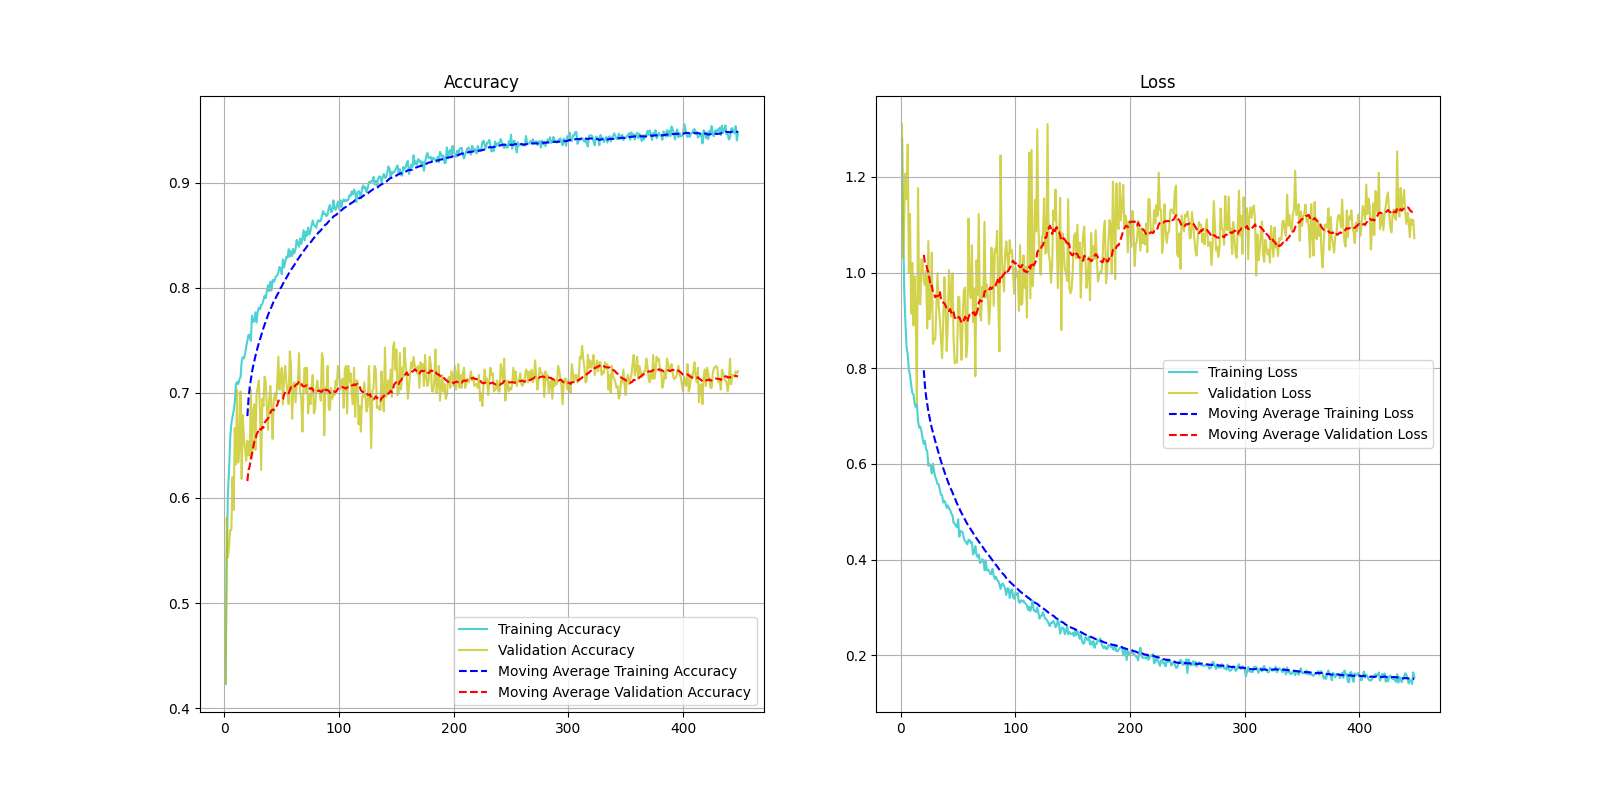 Accuracy
0.9
0.8
0.7
0.6
0.5
0.4
0
100
200
300
400
Training Accuracy
Validation Accuracy
Moving Average Training Accuracy
Moving Average Validation Accuracy
Loss
1.2
1.0
0.8
0.6
0.4
0.2
0
100
200
300
400
Training Loss
Validation Loss
Moving Average Training Loss
Moving Average Validation Loss